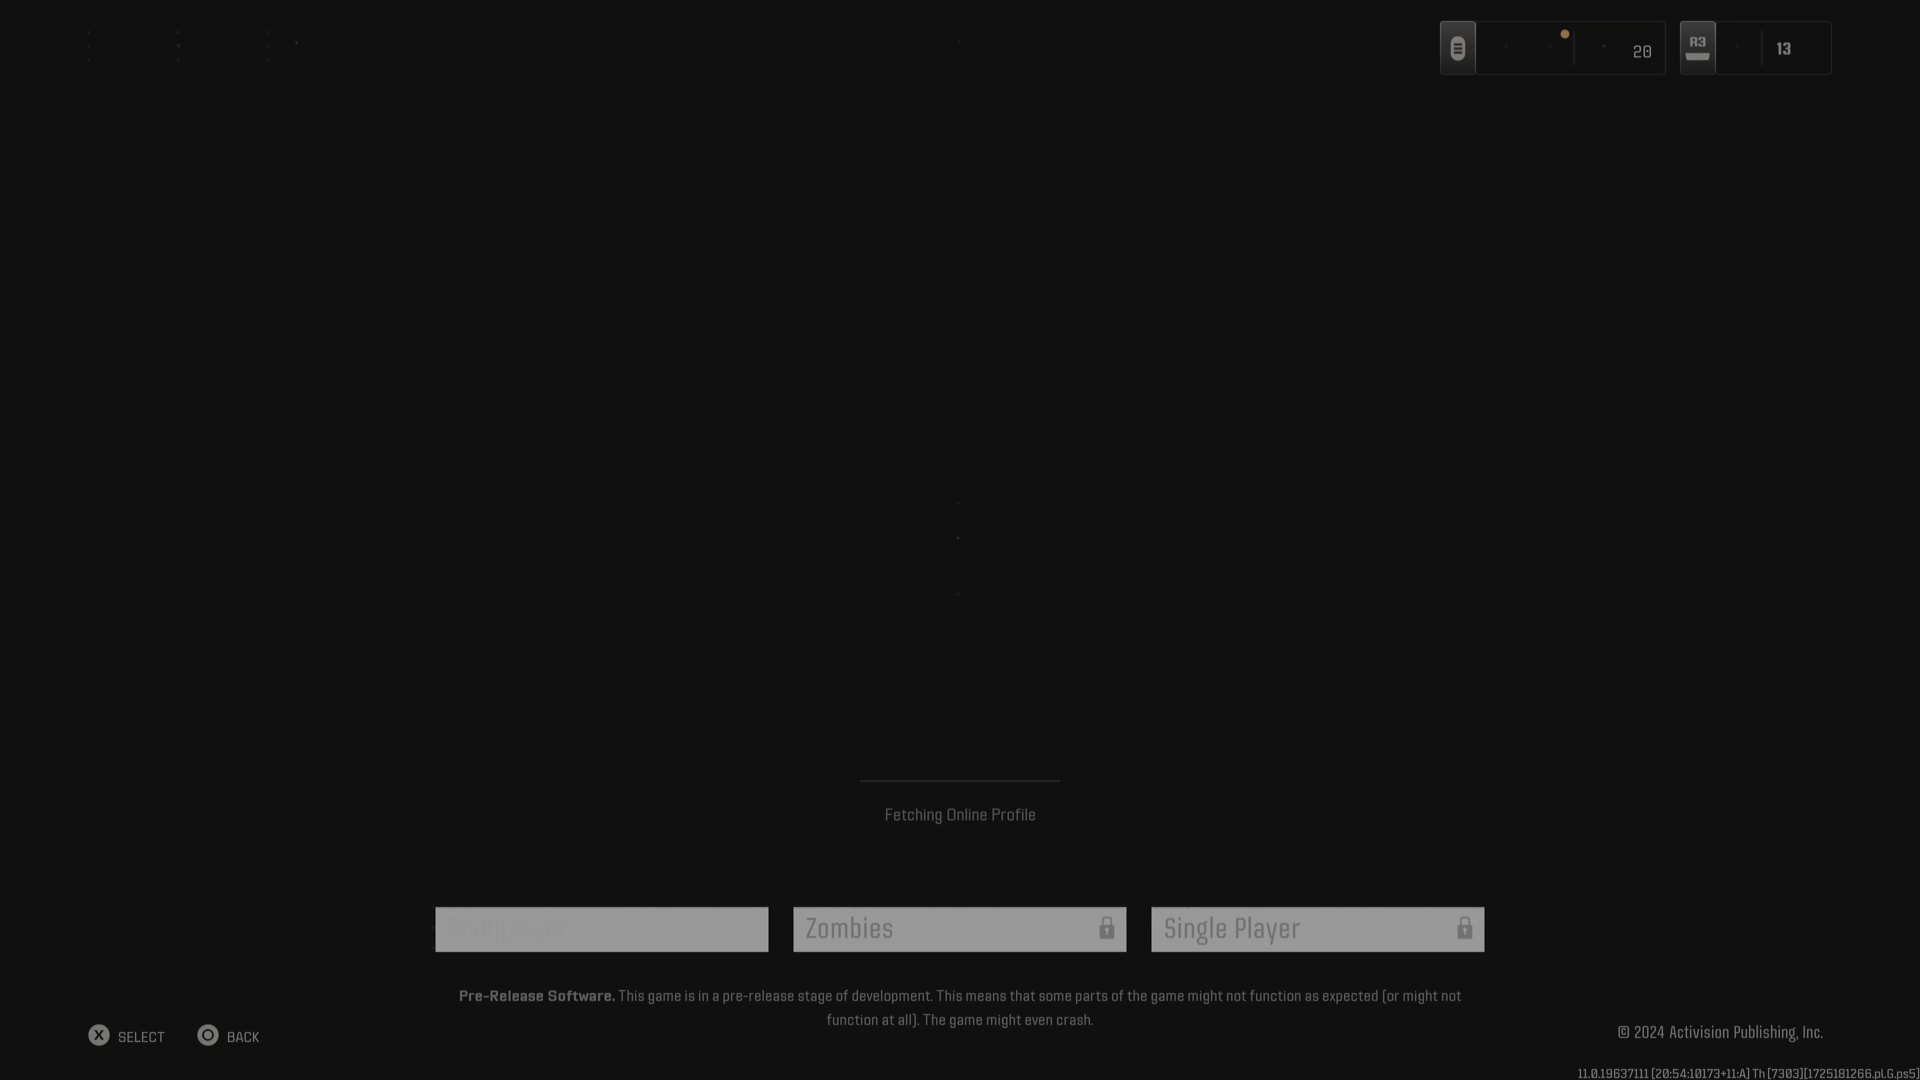 20
R3
13
Fetching Online Profile
Zombies
Single Player
Pre-Release Software. This game is in a pre-release stage of development. This means that some parts of the game might not function as expected (or might not
function at all). The game might even crash.
X SELECT
BACK
© 2024 Activision Publishing, Inc.
11.0.19637111 [20:54:10173+11:A] Th [7303][1725181266.pl.G.ps5]